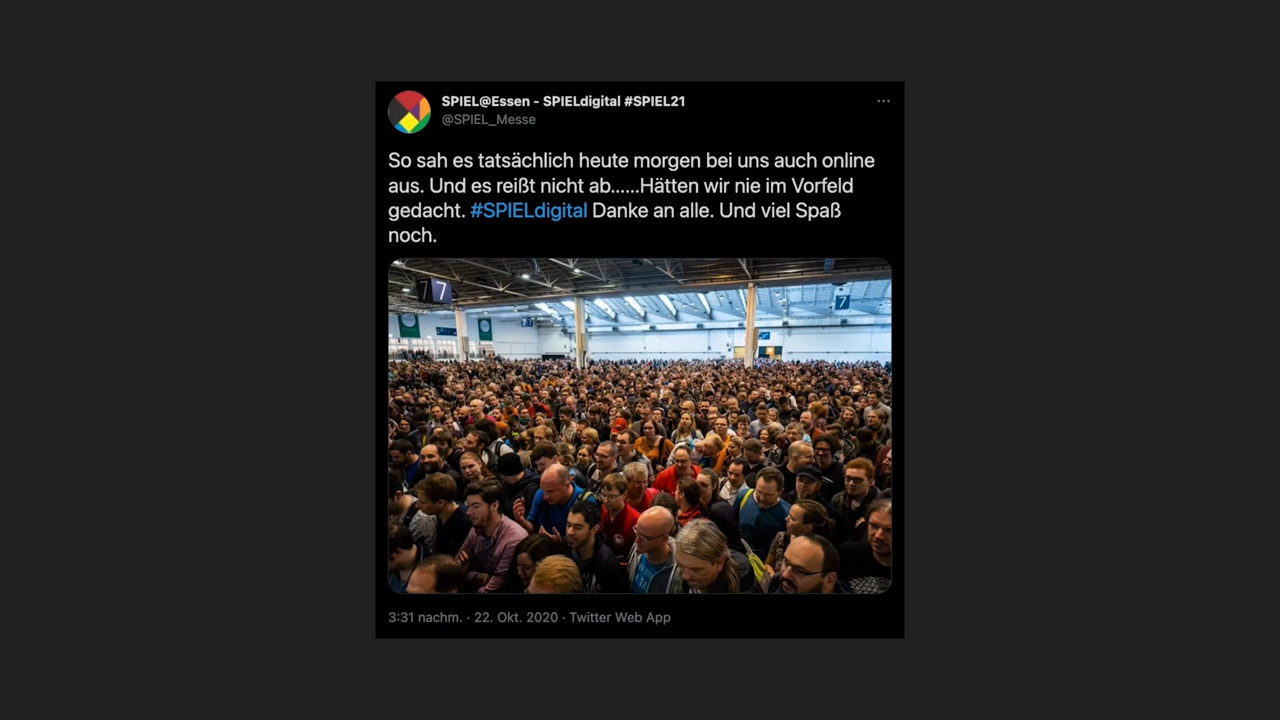 SPIEL@Essen - SPIELdigital #SPIEL21
@SPIEL_Messe
So sah es tatsächlich heute morgen bei uns auch online
aus. Und es reißt nicht ab......Hätten wir nie im Vorfeld
gedacht. #SPIELdigital Danke an alle. Und viel Spaß
noch.
7 7
7
3:31 nachm. · 22. Okt. 2020 · Twitter Web App